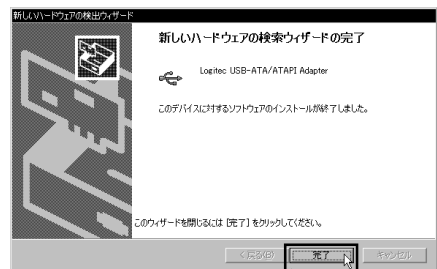 新しいハードウェアの検出ウィザード
新しいハードウェアの検索ウィザードの完了
Logitec USB-ATA/ATAPI Adapter
このデバイスに対するソフトウェアのインストールが終了しました。
このウィザードを閉じるには [完了] をクリックしてください。
< 戻る(B)
完了
キャンセル